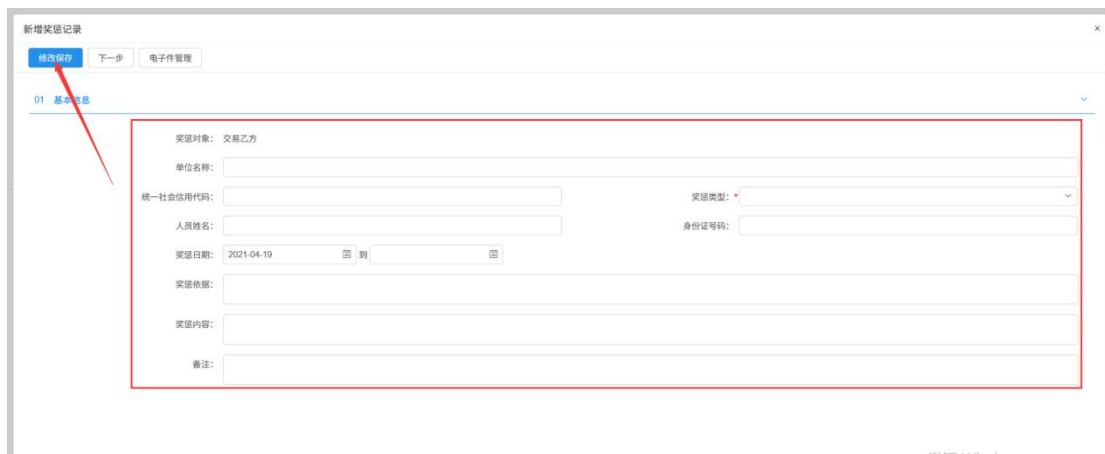 新增奖惩记录 ×
修改保存 下一步 电子件管理
01 基本信息
奖惩对象： 交易乙方
单位名称：
统一社会信用代码： 奖惩类型：*
人员姓名： 身份证号码：
奖惩日期： 2021-04-19 到
奖惩依据：
奖惩内容：
备注：